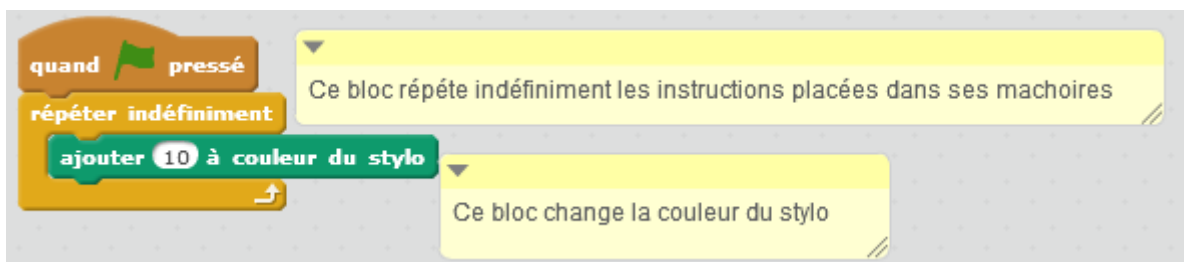 quand pressé
Ce bloc répéte indéfiniment les instructions placées dans ses machoires
répéter indéfiniment
ajouter 10 à couleur du stylo
Ce bloc change la couleur du stylo